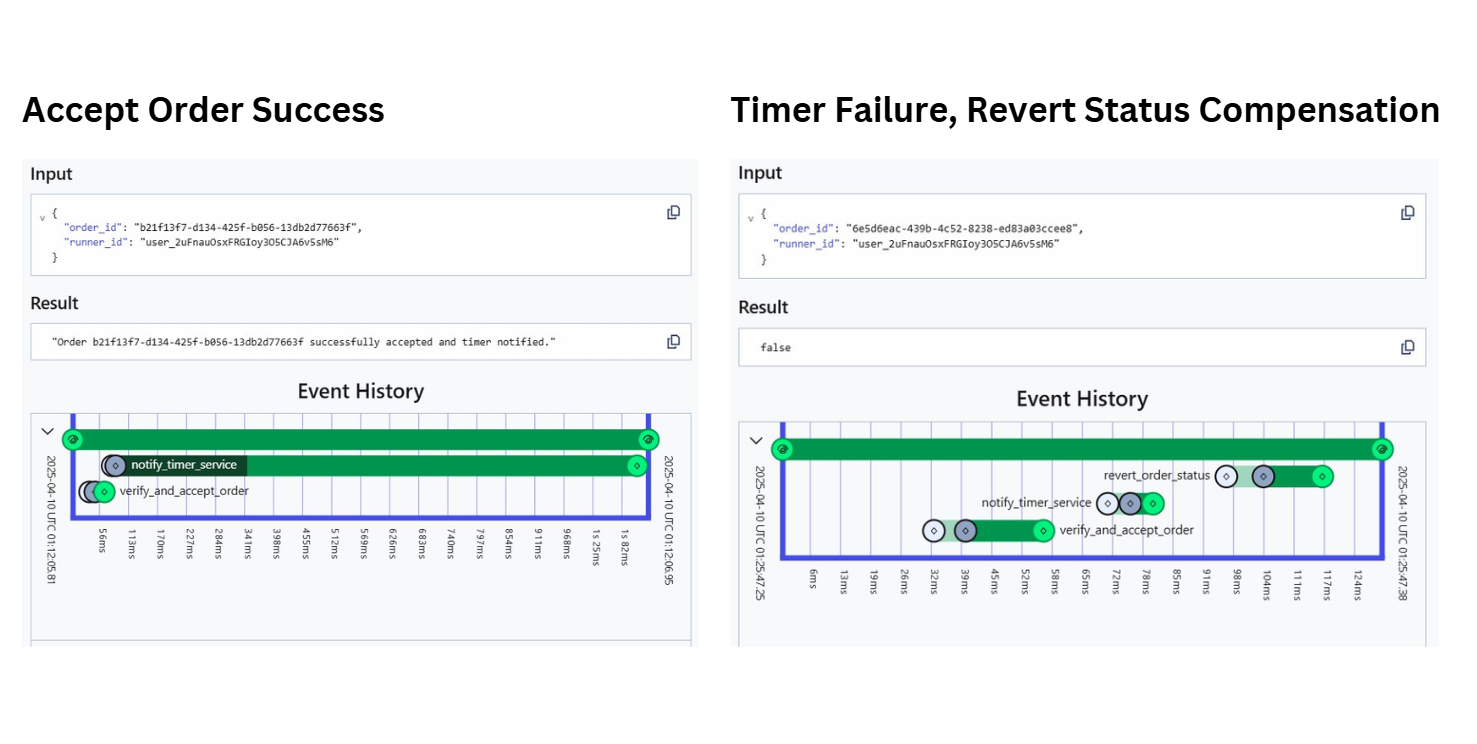 Accept Order Success
Input
v {
"order_id": "b21f13f7-d134-425f-b056-13db2d77663f",
"runner_id": "user_2uFnauOsxFRGIoy3O5CJA6v5sM6"
}
Result
"Order b21f13f7-d134-425f-b056-13db2d77663f successfully accepted and timer notified."
Event History
notify_timer_service
verify_and_accept_order
2025-04-10 UTC 01:12:05.81
56ms
113ms
170ms
227ms
284ms
341ms
398ms
455ms
512ms
569ms
626ms
683ms
740ms
797ms
854ms
911ms
968ms
1s 25ms
1s 82ms
2025-04-10 UTC 01:12:06.95
Timer Failure, Revert Status Compensation
Input
v {
"order_id": "6e5d6eac-439b-4c52-8238-ed83a03ccee8",
"runner_id": "user_2uFnauOsxFRGIoy3O5CJA6v5sM6"
}
Result
false
Event History
revert_order_status
notify_timer_service
verify_and_accept_order
2025-04-10 UTC 01:25:47.25
6ms
13ms
19ms
26ms
32ms
39ms
45ms
52ms
58ms
65ms
72ms
78ms
85ms
91ms
98ms
104ms
111ms
117ms
124ms
2025-04-10 UTC 01:25:47.38